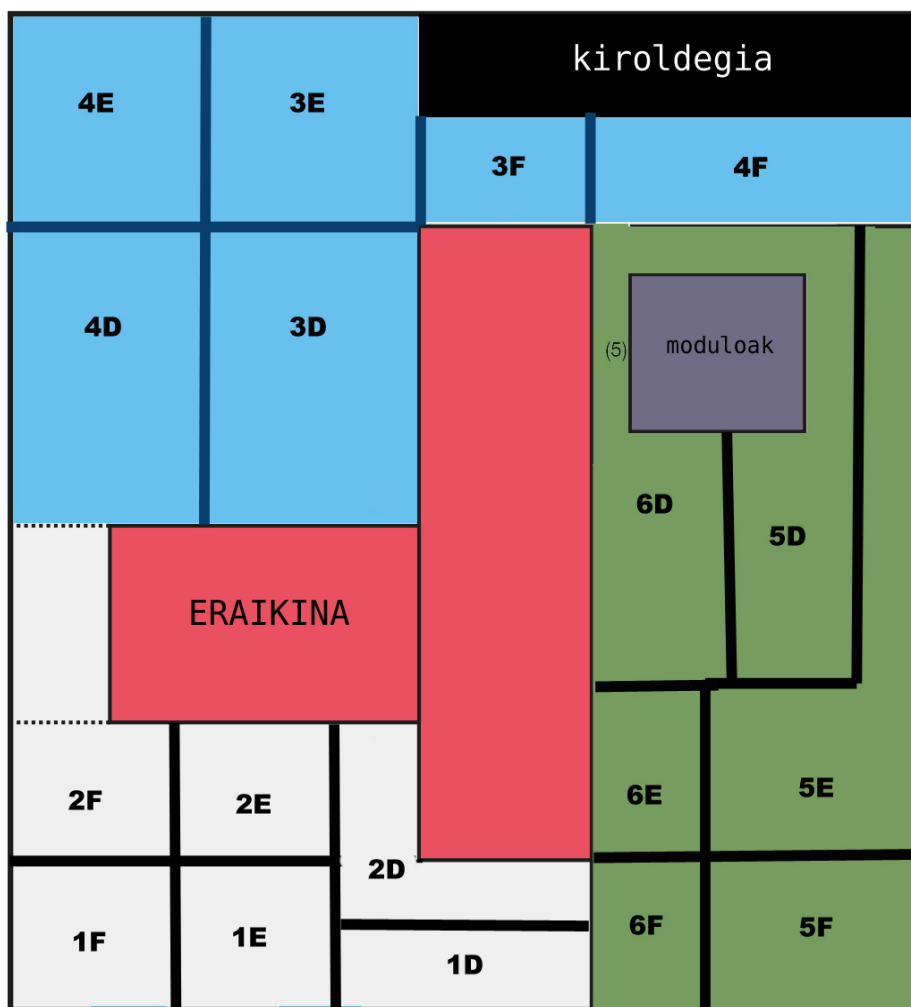 kiroldegia
4E
3E
3F
4F
4D
3D
(5)
moduloak
6D
5D
ERAIKINA
2F
2E
6E
5E
2D
1F
1E
6F
5F
1D